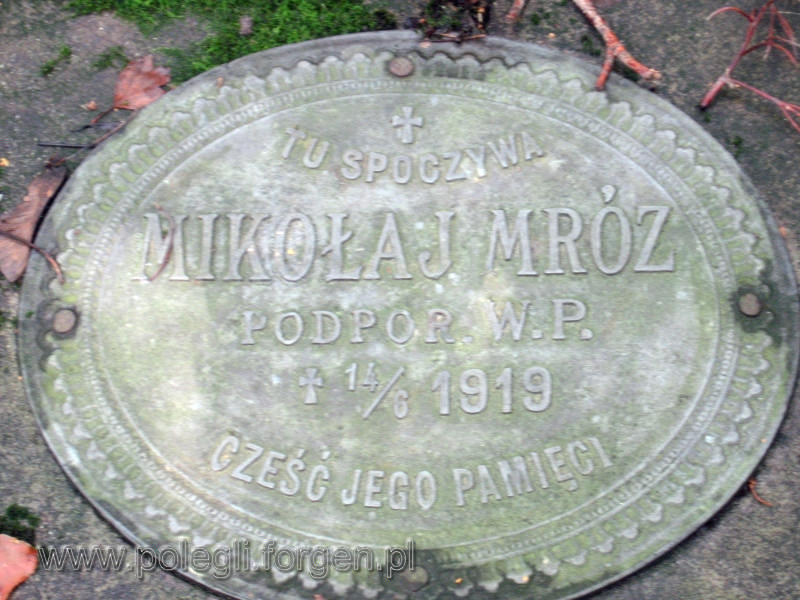 TU SPOCZYWA
MIKOŁAJ MRÓZ
PODPOR. W.P.
✝ 14/6 1919
CZEŚĆ JEGO PAMIĘCI
www.polegli.forgen.pl